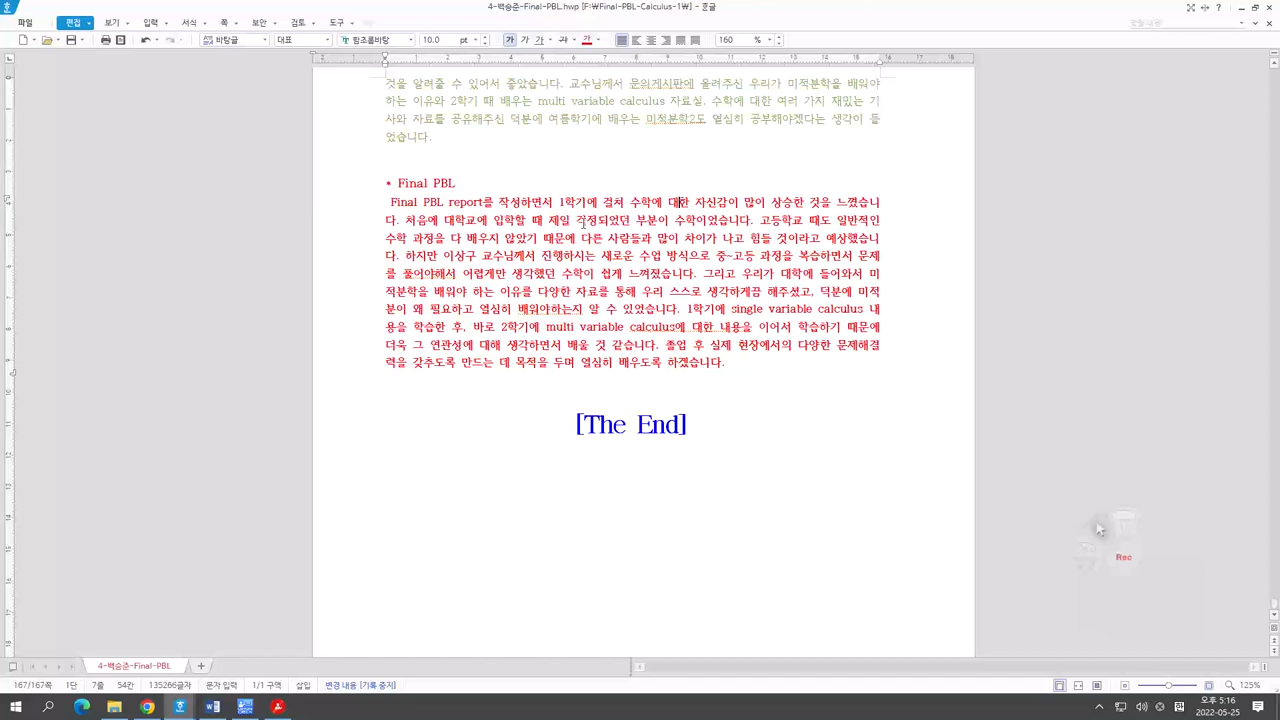 4-백승준-Final-PBL.hwp [F:₩Final-PBL-Calculus-1₩] - 훈글
파일 편집 보기 입력 서식 쪽 보안 검토 도구
바탕글 대표 함초롬바탕 10.0 pt 가 가 가 가 가 160 %
것을 알려줄 수 있어서 좋았습니다. 교수님께서 문의게시판에 올려주신 우리가 미적분학을 배워야
하는 이유와 2학기 때 배우는 multi variable calculus 자료실, 수학에 대한 여러 가지 재밌는 기
사와 자료를 공유해주신 덕분에 여름학기에 배우는 미적분학2도 열심히 공부해야겠다는 생각이 들
었습니다.
* Final PBL
Final PBL report를 작성하면서 1학기에 걸쳐 수학에 대한 자신감이 많이 상승한 것을 느꼈습니
다. 처음에 대학교에 입학할 때 제일 걱정되었던 부분이 수학이었습니다. 고등학교 때도 일반적인
수학 과정을 다 배우지 않았기 때문에 다른 사람들과 많이 차이가 나고 힘들 것이라고 예상했습니
다. 하지만 이상구 교수님께서 진행하시는 새로운 수업 방식으로 중~고등 과정을 복습하면서 문제
를 풀어야해서 어렵게만 생각했던 수학이 쉽게 느껴졌습니다. 그리고 우리가 대학에 들어와서 미
적분학을 배워야 하는 이유를 다양한 자료를 통해 우리 스스로 생각하게끔 해주셨고, 덕분에 미적
분이 왜 필요하고 열심히 배워야하는지 알 수 있었습니다. 1학기에 single variable calculus 내
용을 학습한 후, 바로 2학기에 multi variable calculus에 대한 내용을 이어서 학습하기 때문에
더욱 그 연관성에 대해 생각하면서 배울 것 같습니다. 졸업 후 실제 현장에서의 다양한 문제해결
력을 갖추도록 만드는 데 목적을 두며 열심히 배우도록 하겠습니다.
[The End]
Rec
4-백승준-Final-PBL
167/167쪽 1단 7줄 54칸 135266글자 문자 입력 1/1 구역 삽입 변경 내용 [기록 중지] 125%
오후 5:16
2022-05-25